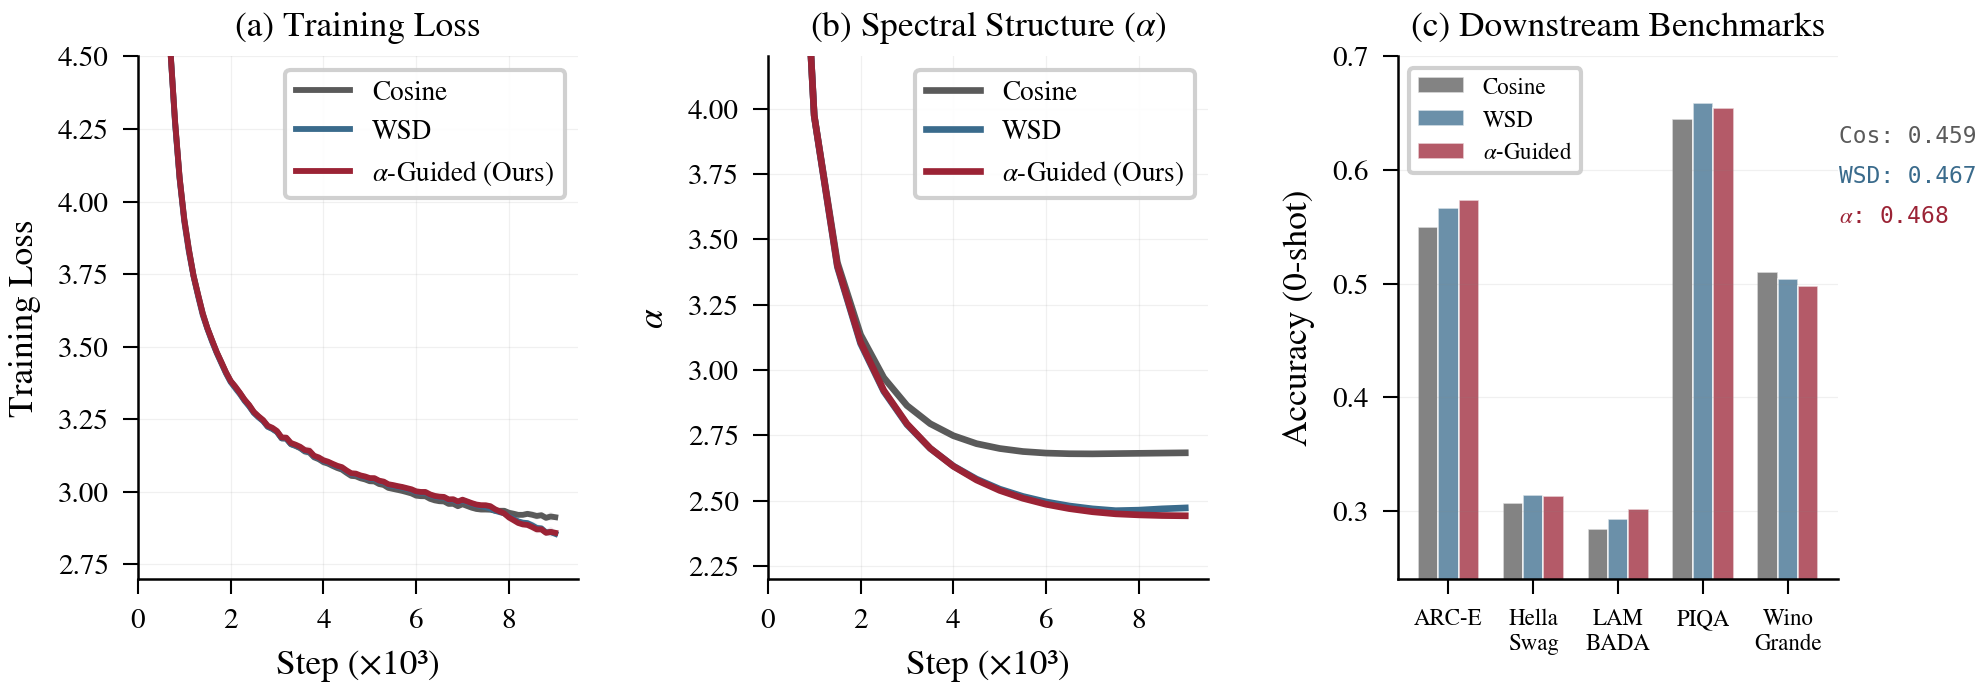 (a) Training Loss
Training Loss
4.50
4.25
4.00
3.75
3.50
3.25
3.00
2.75
Cosine
WSD
α-Guided (Ours)
0
2
4
6
8
Step (×10³)
(b) Spectral Structure (α)
α
4.00
3.75
3.50
3.25
3.00
2.75
2.50
2.25
Cosine
WSD
α-Guided (Ours)
0
2
4
6
8
Step (×10³)
(c) Downstream Benchmarks
Accuracy (0-shot)
0.7
0.6
0.5
0.4
0.3
Cosine
WSD
α-Guided
Cos: 0.459
WSD: 0.467
α: 0.468
ARC-E
Hella
Swag
LAM
BADA
PIQA
Wino
Grande